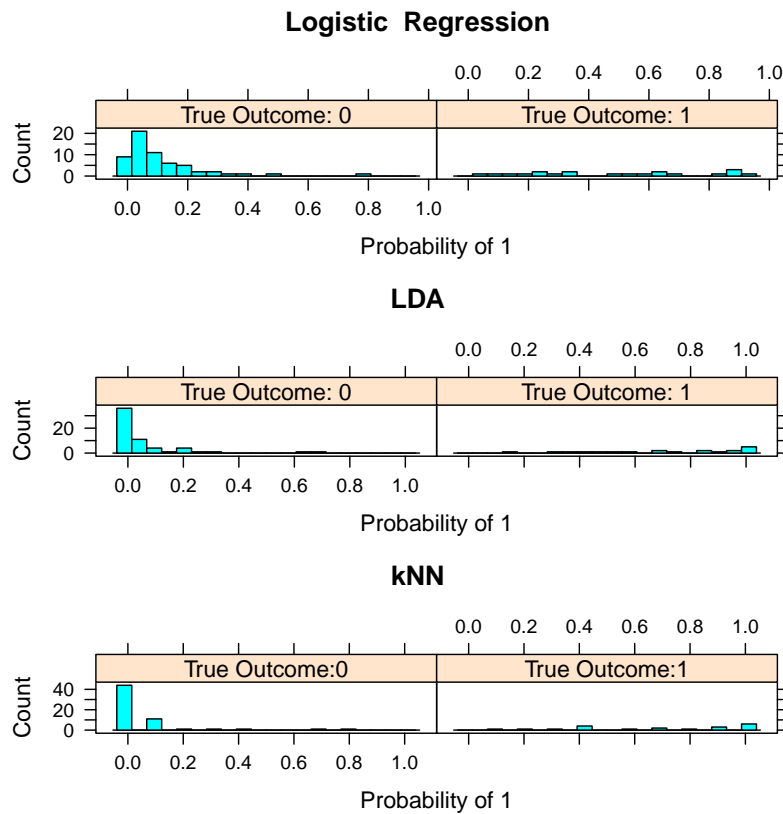 Logistic Regression
0.0 0.2 0.4 0.6 0.8 1.0
True Outcome: 0 True Outcome: 1
Count
20
10
0
0.0 0.2 0.4 0.6 0.8 1.0
Probability of 1
LDA
0.0 0.2 0.4 0.6 0.8 1.0
True Outcome: 0 True Outcome: 1
Count
20
0
0.0 0.2 0.4 0.6 0.8 1.0
Probability of 1
kNN
0.0 0.2 0.4 0.6 0.8 1.0
True Outcome:0 True Outcome:1
Count
40
20
0
0.0 0.2 0.4 0.6 0.8 1.0
Probability of 1